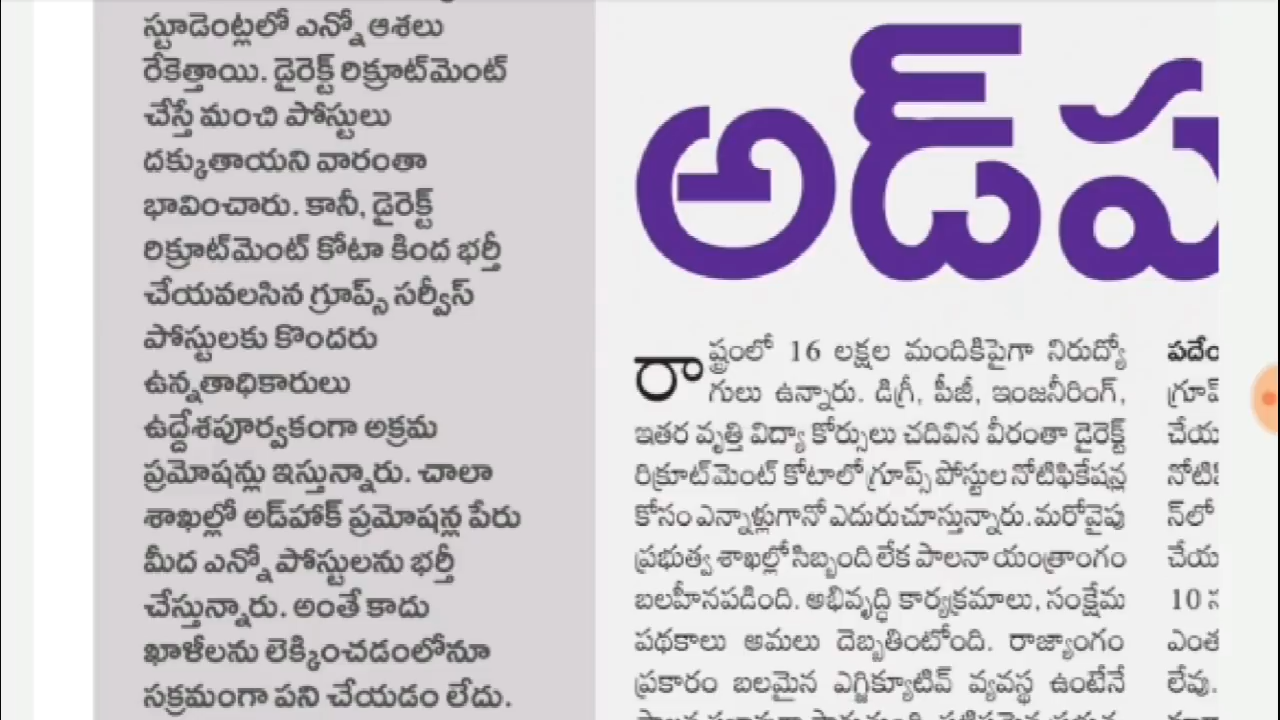 స్టూడెంట్లలో ఎన్నో ఆశలు
రేకెత్తాయి. డైరెక్ట్ రిక్రూట్‌మెంట్
చేస్తే మంచి పోస్టులు
దక్కుతాయని వారంతా
భావించారు. కానీ, డైరెక్ట్
రిక్రూట్‌మెంట్ కోటా కింద భర్తీ
చేయవలసిన గ్రూప్స్ సర్వీస్
పోస్టులకు కొందరు
ఉన్నతాధికారులు
ఉద్దేశపూర్వకంగా అక్రమ
ప్రమోషన్లు ఇస్తున్నారు. చాలా
శాఖల్లో అడ్‌హాక్ ప్రమోషన్ల పేరు
మీద ఎన్నో పోస్టులను భర్తీ
చేస్తున్నారు. అంతే కాదు
ఖాళీలను లెక్కించడంలోనూ
సక్రమంగా పని చేయడం లేదు.
రాష్ట్రంలో 16 లక్షల మందికిపైగా నిరుద్యో
గులు ఉన్నారు. డిగ్రీ, పీజీ, ఇంజనీరింగ్,
ఇతర వృత్తి విద్యా కోర్సులు చదివిన వీరంతా డైరెక్ట్
రిక్రూట్‌మెంట్ కోటాలో గ్రూప్స్ పోస్టుల నోటిఫికేషన్ల
కోసం ఎన్నాళ్లుగానో ఎదురుచూస్తున్నారు. మరోవైపు
ప్రభుత్వ శాఖల్లో సిబ్బంది లేక పాలనా యంత్రాంగం
బలహీనపడింది. అభివృద్ధి కార్యక్రమాలు, సంక్షేమ
పథకాలు అమలు దెబ్బతింటోంది. రాజ్యాంగం
ప్రకారం బలమైన ఎగ్జిక్యూటివ్ వ్యవస్థ ఉంటేనే
చేయ
10
లేవు.